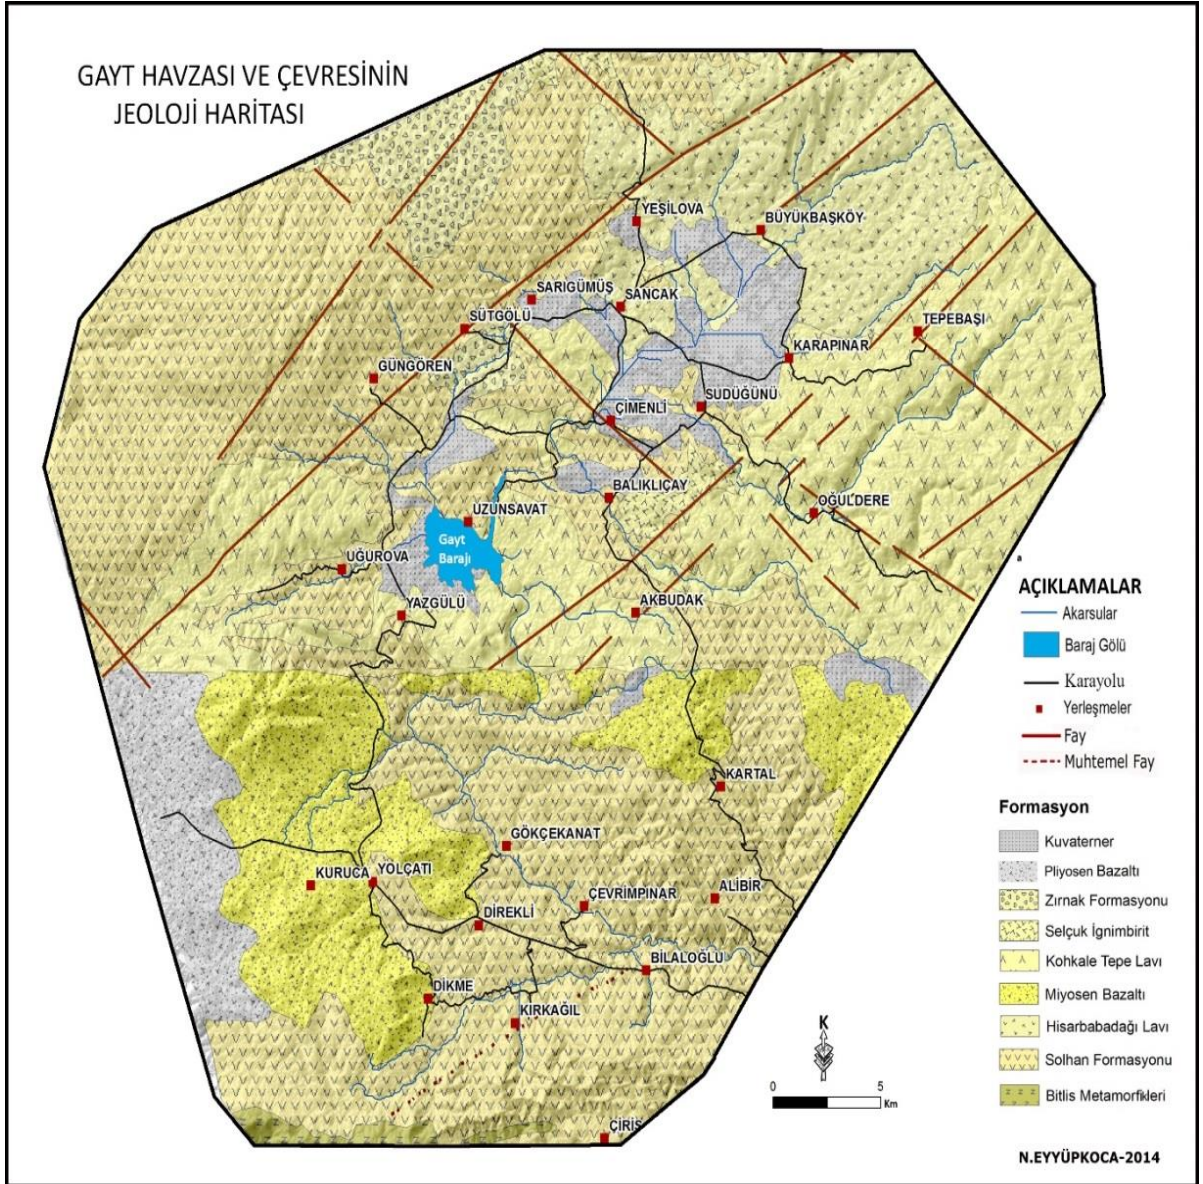 GAYT HAVZASI VE ÇEVRESİNİN
JEOLOJİ HARİTASI
YEŞİLOVA
BÜYÜKBAŞKÖY
SARIGÜMÜŞ
SANCAK
SÜTGÖLÜ
TEPEBAŞI
KARAPINAR
GÜNGÖREN
SUDÜĞÜNÜ
ÇİMENLİ
BALIKLIÇAY
OĞULDERE
UZUNSAVAT
Gayt
Barajı
UĞUROVA
YAZGÜLÜ
AKBUDAK
KARTAL
GÖKÇEKANAT
KURUCA
YOLÇATI
ÇEVRİMPINAR
ALİBİR
DİREKLİ
BİLALOĞLU
DİKME
KIRKAĞIL
ÇİRİŞ
a
AÇIKLAMALAR
Akarsular
Baraj Gölü
Karayolu
Yerleşmeler
Fay
Muhtemel Fay
Formasyon
Kuvaterner
Pliyosen Bazaltı
Zırnak Formasyonu
Selçuk İgnimbirit
Kohkale Tepe Lavı
Miyosen Bazaltı
Hisarbabadağı Lavı
Solhan Formasyonu
Bitlis Metamorfikleri
K
0 5
Km
N.EYYÜPKOCA-2014